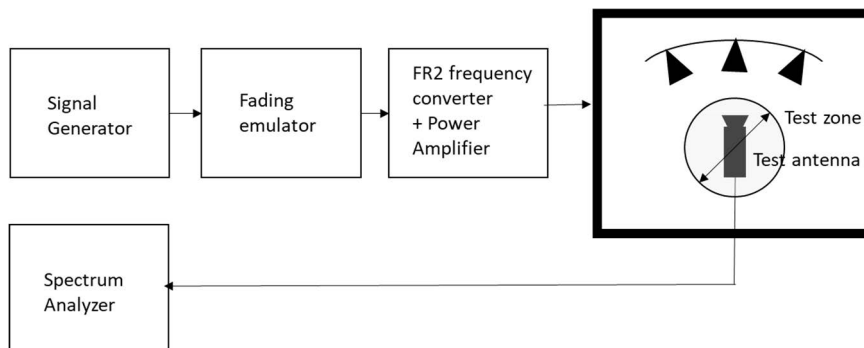 Signal
Generator
Fading
emulator
FR2 frequency
converter
+ Power
Amplifier
Test zone
Test antenna
Spectrum
Analyzer